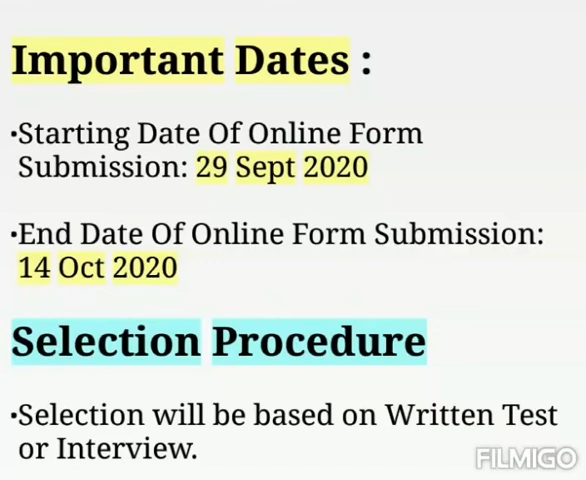 Important Dates :
•Starting Date Of Online Form
Submission: 29 Sept 2020
•End Date Of Online Form Submission:
14 Oct 2020
Selection Procedure
•Selection will be based on Written Test
or Interview.
FILMIGO